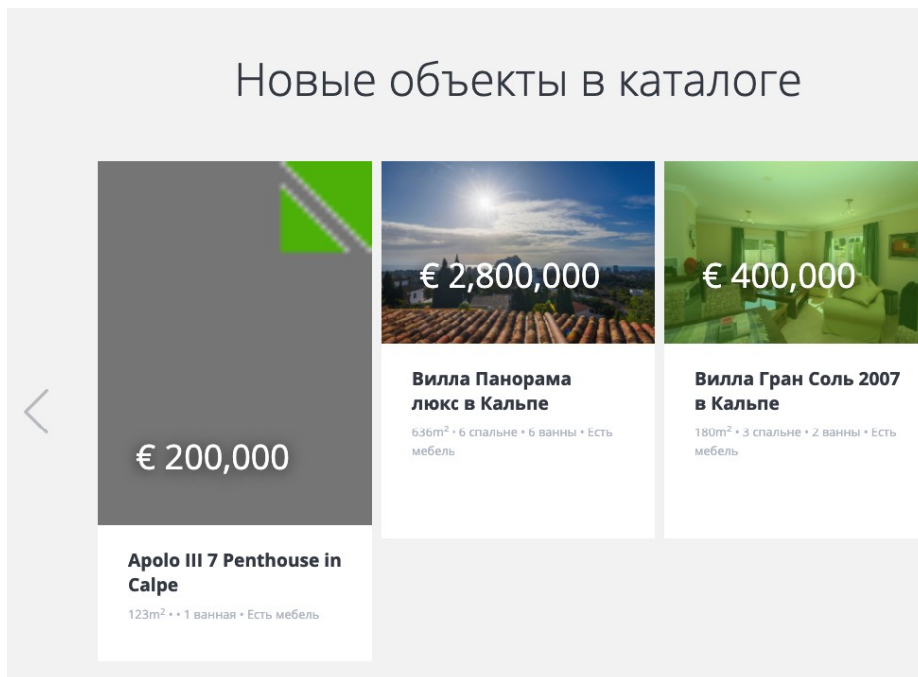 Новые объекты в каталоге
€ 200,000
Apolo III 7 Penthouse in
Calpe
123m² • • 1 ванная • Есть мебель
€ 2,800,000
Вилла Панорама
люкс в Кальпе
636m² • 6 спальне • 6 ванны • Есть
мебель
€ 400,000
Вилла Гран Соль 2007
в Кальпе
180m² • 3 спальне • 2 ванны • Есть
мебель